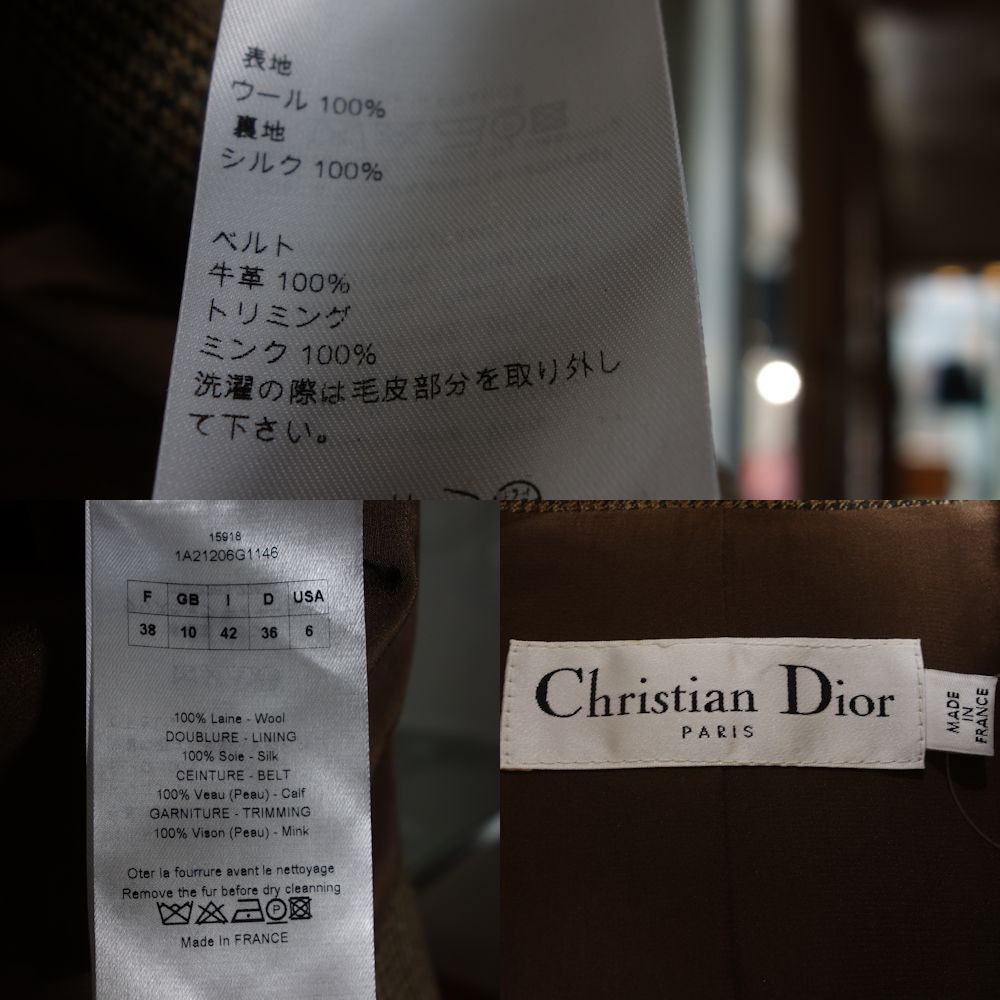 表地
ウール 100%
裏地
シルク 100%
ベルト
牛革 100%
トリミング
ミンク 100%
洗濯の際は毛皮部分を取り外し
て下さい。
15918
1A21206G1146
F GB I D USA
38 10 42 36 6
100% Laine - Wool
DOUBLURE - LINING
100% Soie - Silk
CEINTURE - BELT
100% Veau (Peau) - Calf
GARNITURE - TRIMMING
100% Vison (Peau) - Mink
Oter la fourrure avant le nettoyage
Remove the fur before dry cleaning
P
Made in FRANCE
Christian Dior
PARIS
MADE
IN
FRANCE